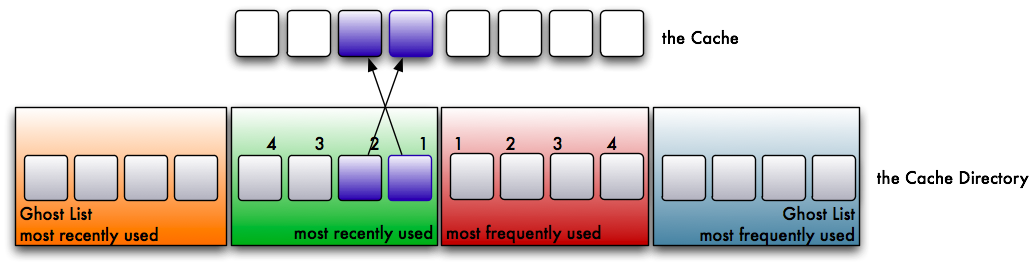 the Cache
4 3 2 1 1 2 3 4
the Cache Directory
Ghost List
most recently used
most recently used
most frequently used
Ghost List
most frequently used